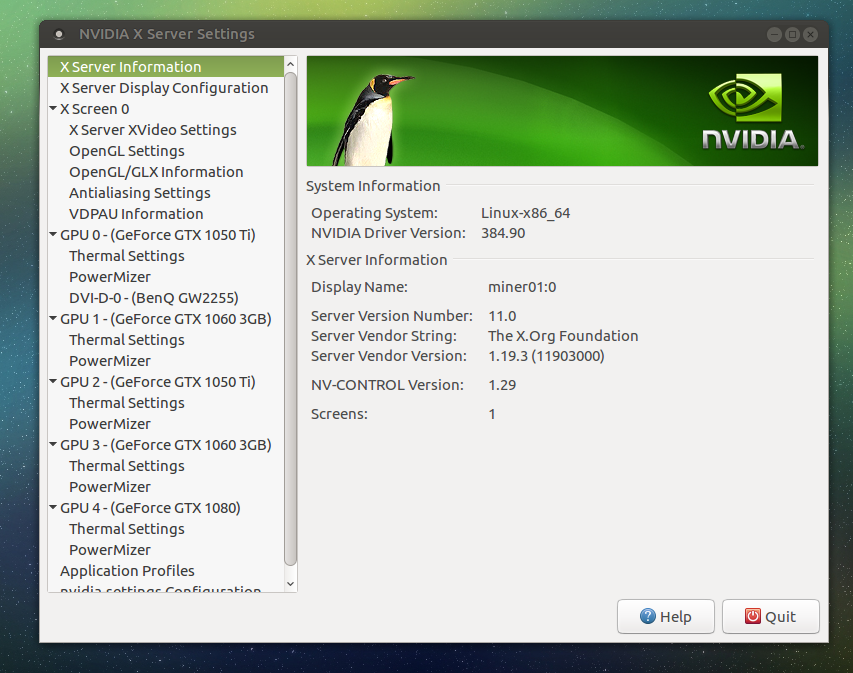 NVIDIA X Server Settings
X Server Information
X Server Display Configuration
X Screen 0
X Server XVideo Settings
OpenGL Settings
OpenGL/GLX Information
Antialiasing Settings
VDPAU Information
GPU 0 - (GeForce GTX 1050 Ti)
Thermal Settings
PowerMizer
DVI-D-0 - (BenQ GW2255)
GPU 1 - (GeForce GTX 1060 3GB)
Thermal Settings
PowerMizer
GPU 2 - (GeForce GTX 1050 Ti)
Thermal Settings
PowerMizer
GPU 3 - (GeForce GTX 1060 3GB)
Thermal Settings
PowerMizer
GPU 4 - (GeForce GTX 1080)
Thermal Settings
PowerMizer
Application Profiles
nvidia-settings Configuration
NVIDIA.
System Information
Operating System: Linux-x86_64
NVIDIA Driver Version: 384.90
X Server Information
Display Name: miner01:0
Server Version Number: 11.0
Server Vendor String: The X.Org Foundation
Server Vendor Version: 1.19.3 (11903000)
NV-CONTROL Version: 1.29
Screens: 1
Help Quit